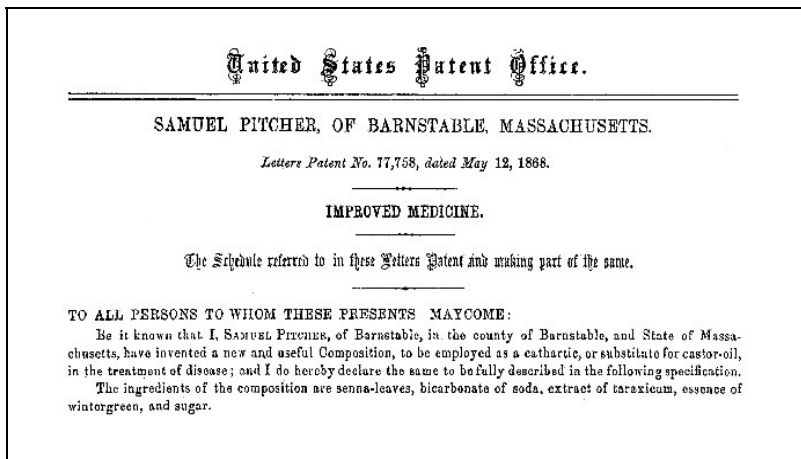 United States Patent Office.
SAMUEL PITCHER, OF BARNSTABLE, MASSACHUSETTS.
Letters Patent No. 77,758, dated May 12, 1868.
IMPROVED MEDICINE.
The Schedule referred to in these Letters Patent and making part of the same.
TO ALL PERSONS TO WHOM THESE PRESENTS MAYCOME:
Be it known that I, SAMUEL PITCHER, of Barnstable, in the county of Barnstable, and State of Massa-
chusetts, have invented a new and useful Composition, to be employed as a cathartic, or substitute for castor-oil,
in the treatment of disease; and I do hereby declare the same to be fully described in the following specification.
The ingredients of the composition are senna-leaves, bicarbonate of soda, extract of taraxicum, essence of
wintergreen, and sugar.